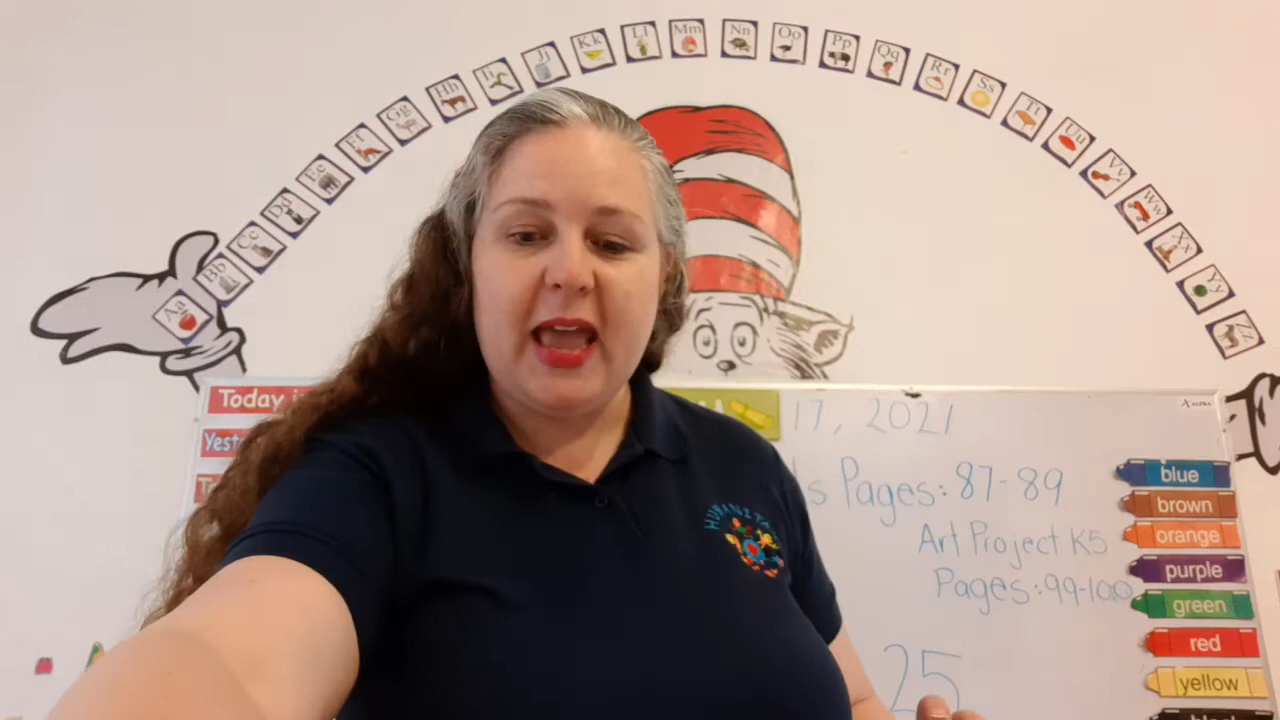 Aa
Bb
Cc
Dd
Ee
Ff
Gg
Hh
Ii
Jj
Kk
Ll
Mm
Nn
Oo
Pp
Qq
Rr
Ss
Tt
Uu
Vv
Ww
Xx
Yy
Zz
Today
17, 2021
Pages: 87-89
Art Project K5
Pages: 99-100
25
blue
brown
orange
purple
green
red
yellow